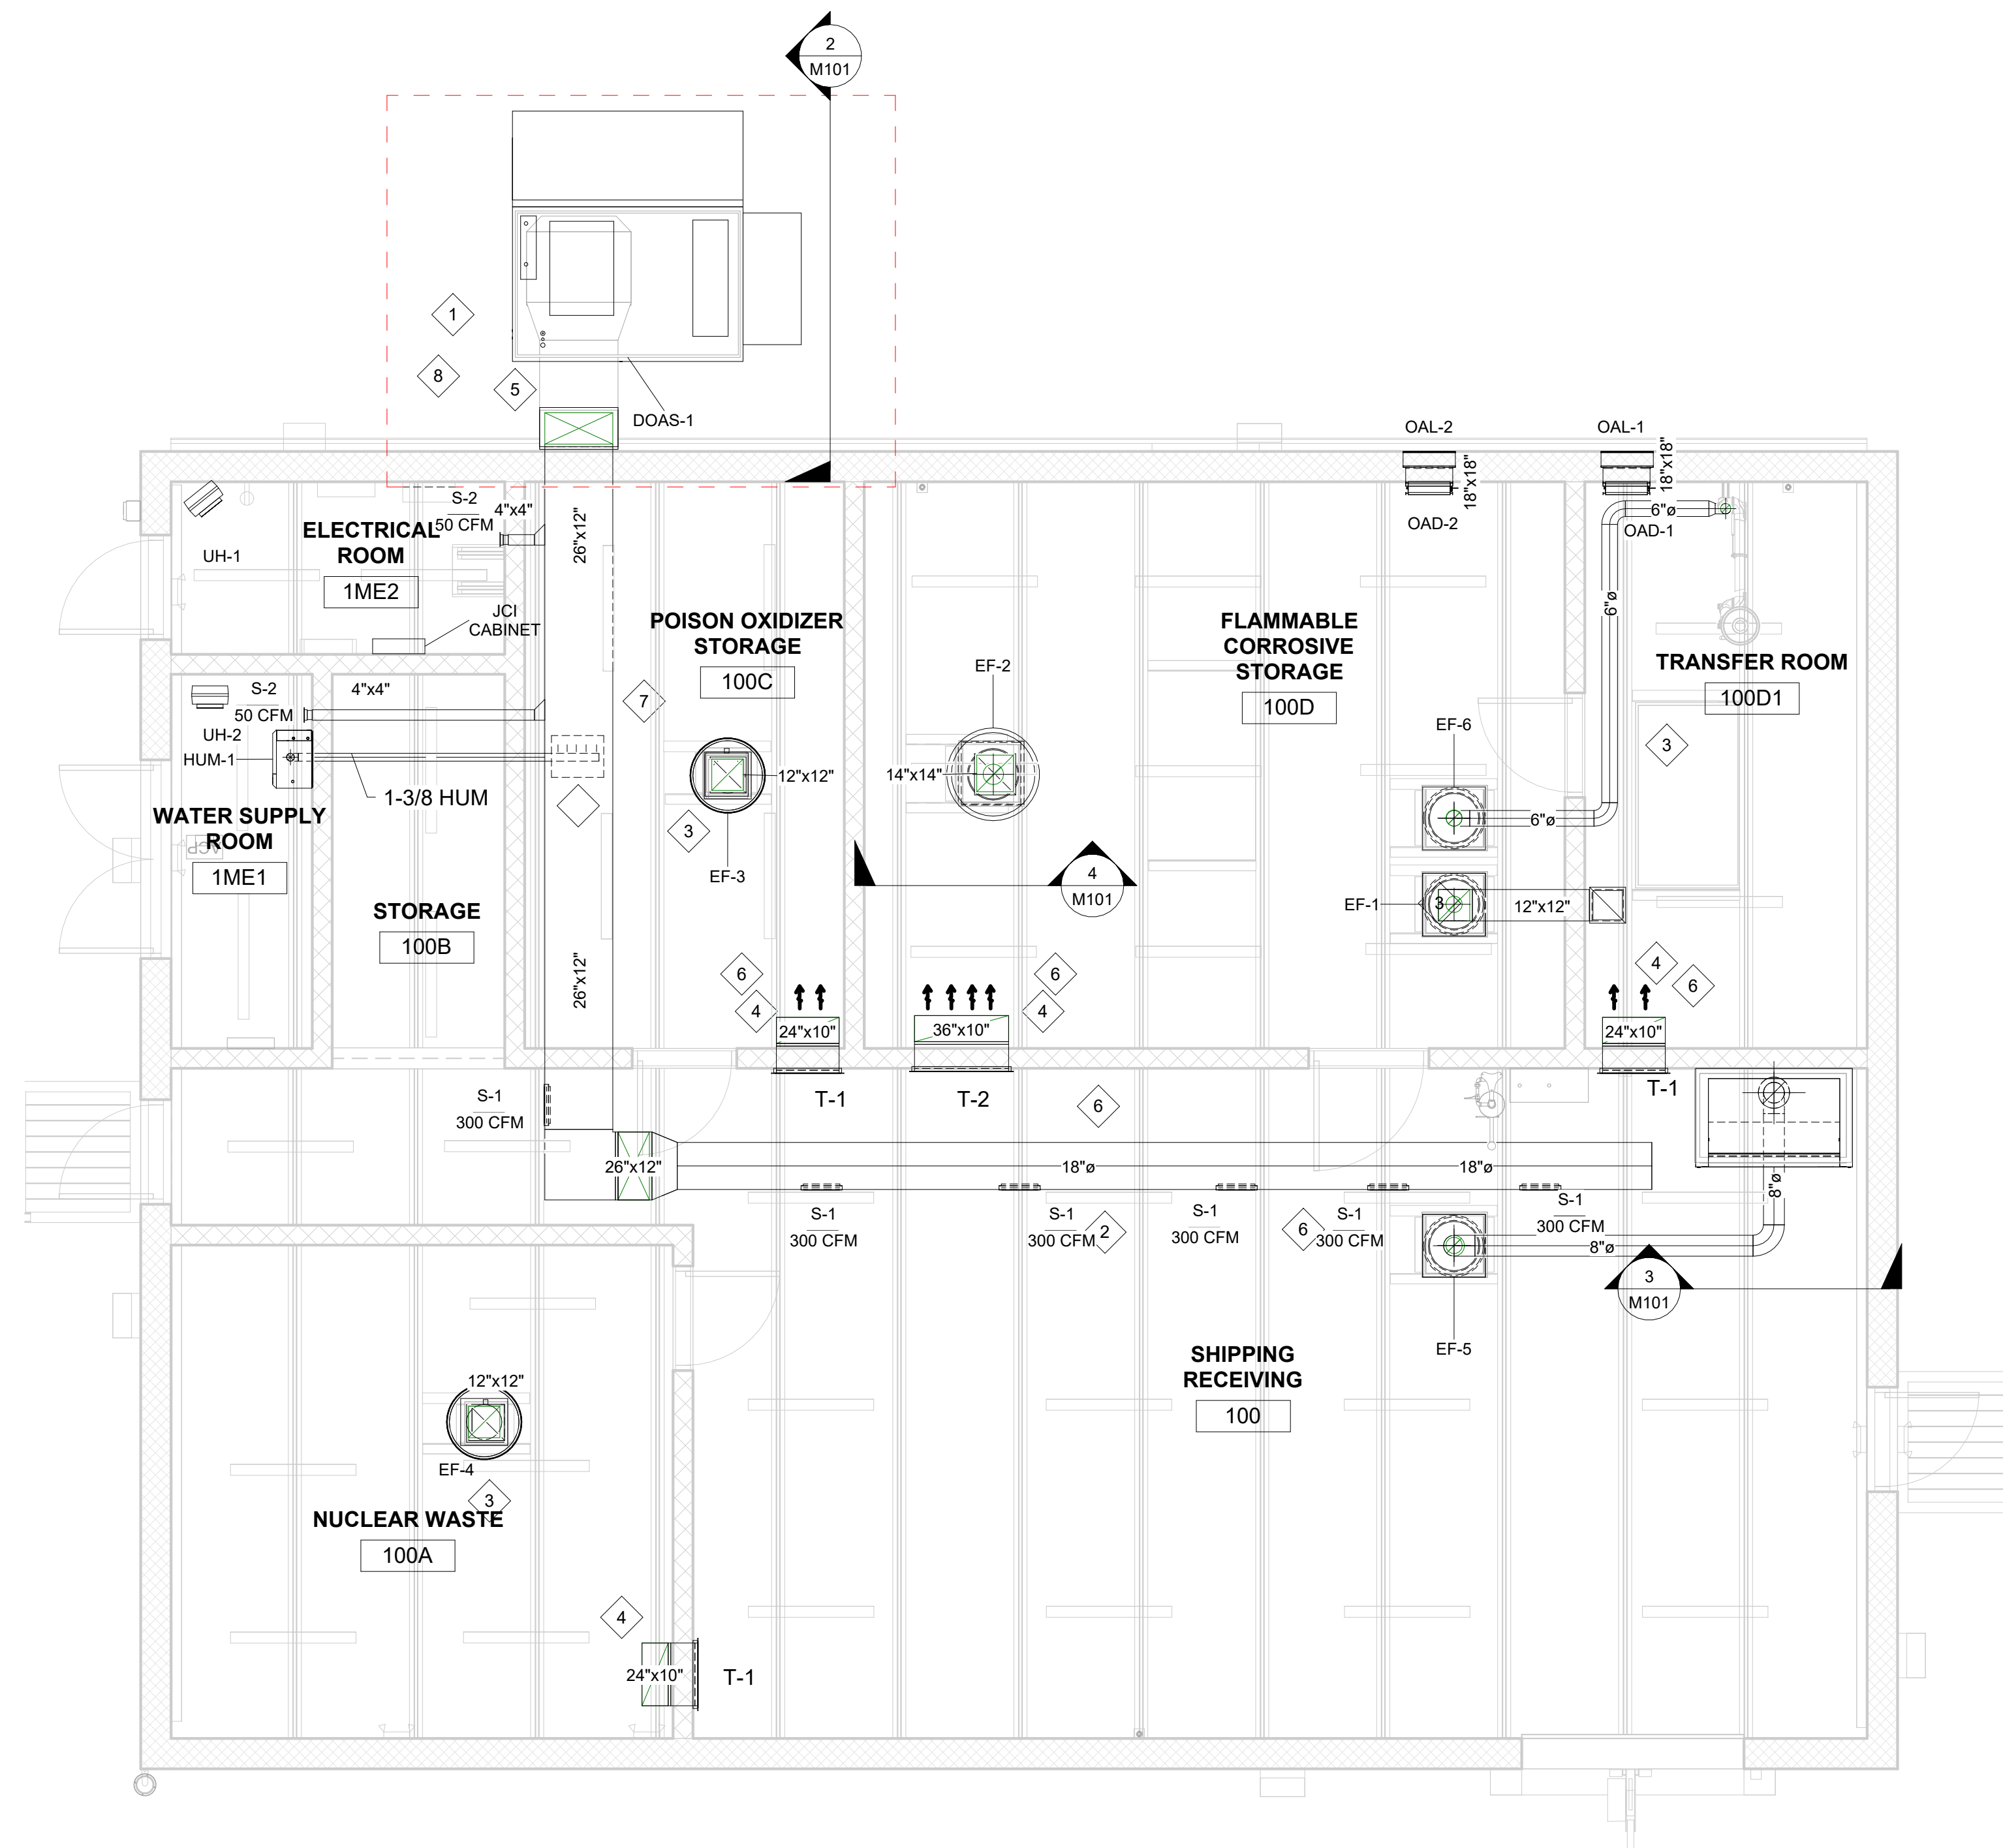 2
M101
1
8
5
DOAS-1
OAL-2
OAL-1
18"x18"
18"x18"
S-2
50 CFM
4"x4"
26"x12"
OAD-2
6"ø
OAD-1
ELECTRICAL
ROOM
1ME2
UH-1
JCI
CABINET
6"ø
POISON OXIDIZER
STORAGE
100C
FLAMMABLE
CORROSIVE
STORAGE
100D
TRANSFER ROOM
100D1
EF-2
S-2
50 CFM
4"x4"
7
UH-2
HUM-1
EF-6
3
12"x12"
14"x14"
1-3/8 HUM
WATER SUPPLY
ROOM
1ME1
ACP
3
6"ø
EF-3
4
M101
EF-1
3
12"x12"
STORAGE
100B
26"x12"
6
4
6
4
4
6
24"x10"
36"x10"
24"x10"
S-1
300 CFM
T-1
T-2
6
T-1
26"x12"
18"ø
18"ø
8"ø
S-1
300 CFM
S-1
300 CFM
2
S-1
300 CFM
6
S-1
300 CFM
S-1
300 CFM
8"ø
3
M101
EF-5
SHIPPING
RECEIVING
100
12"x12"
EF-4
3
NUCLEAR WASTE
100A
4
24"x10"
T-1